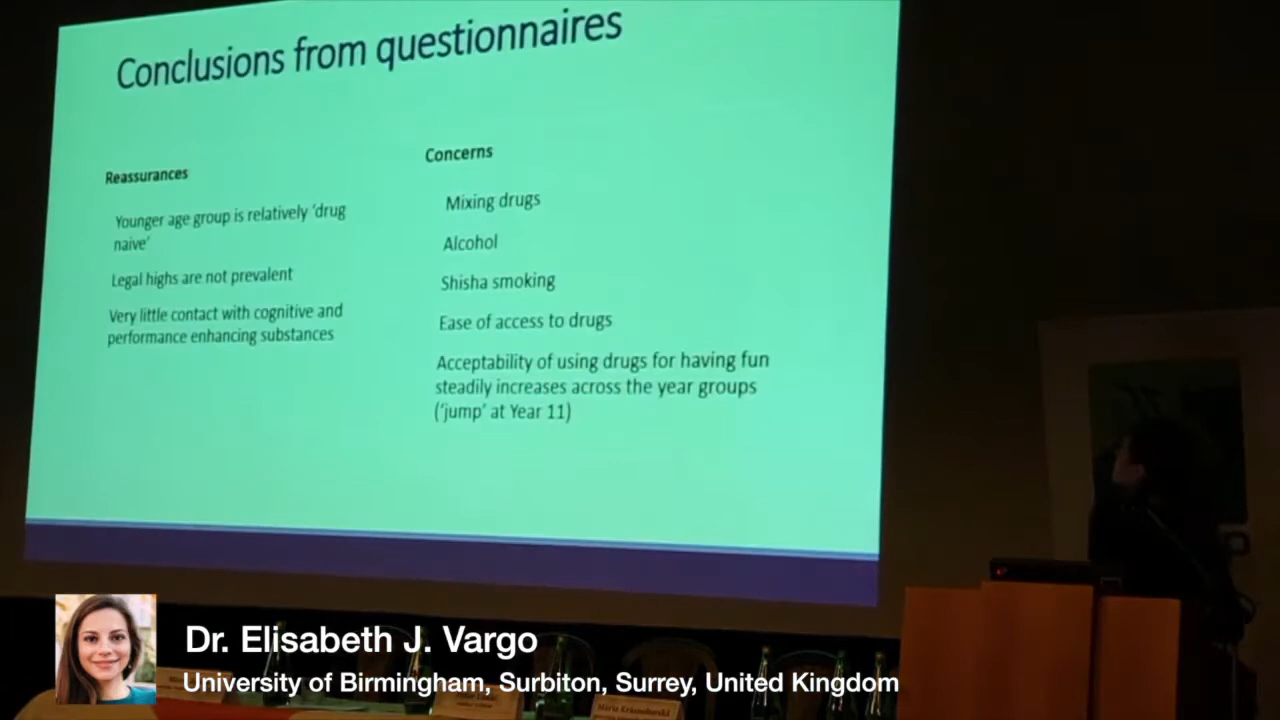 Conclusions from questionnaires
Reassurances
Younger age group is relatively ‘drug
naive’
Legal highs are not prevalent
Very little contact with cognitive and
performance enhancing substances
Concerns
Mixing drugs
Alcohol
Shisha smoking
Ease of access to drugs
Acceptability of using drugs for having fun
steadily increases across the year groups
(‘jump’ at Year 11)
Dr. Elisabeth J. Vargo
University of Birmingham, Surbiton, Surrey, United Kingdom